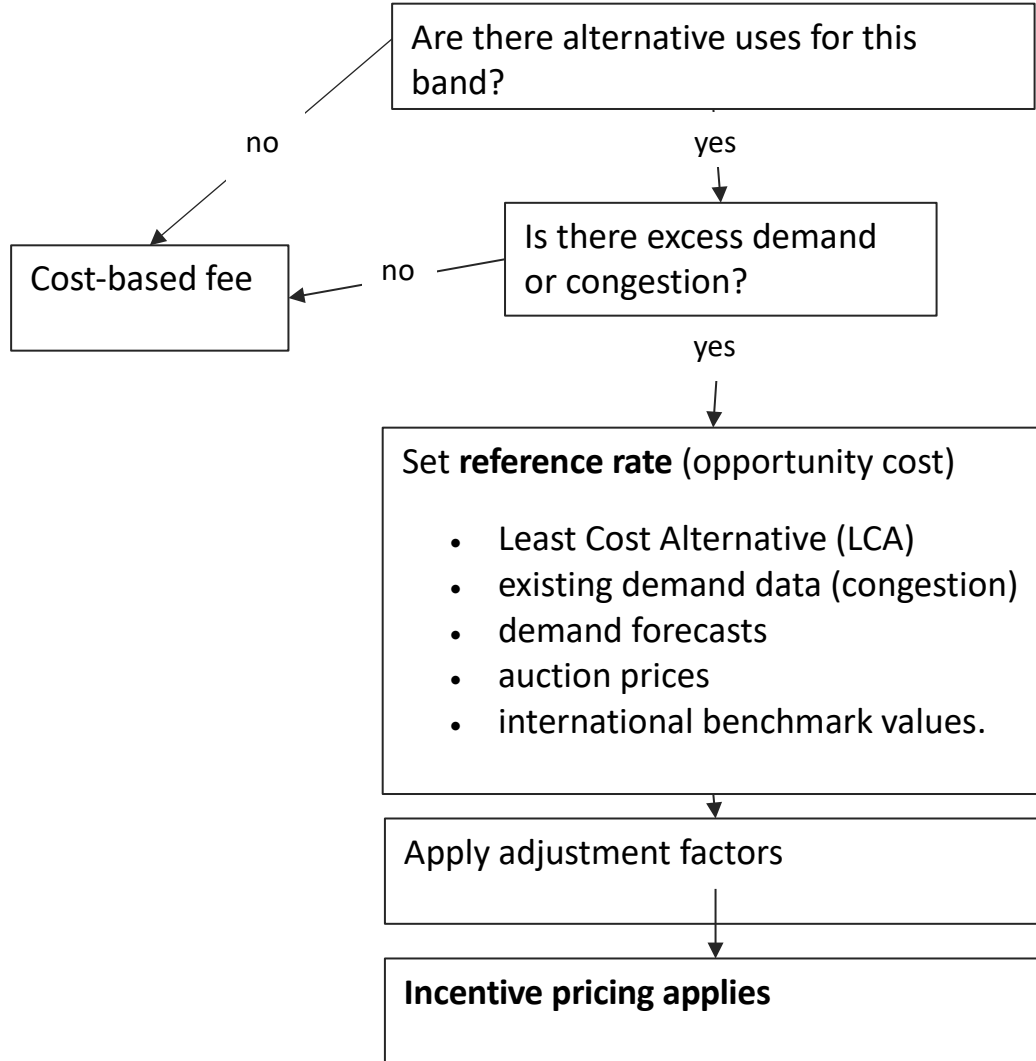 Are there alternative uses for this
band?
no
yes
Is there excess demand
or congestion?
Cost-based fee
no
yes
Set reference rate (opportunity cost)
• Least Cost Alternative (LCA)
• existing demand data (congestion)
• demand forecasts
• auction prices
• international benchmark values.
Apply adjustment factors
Incentive pricing applies